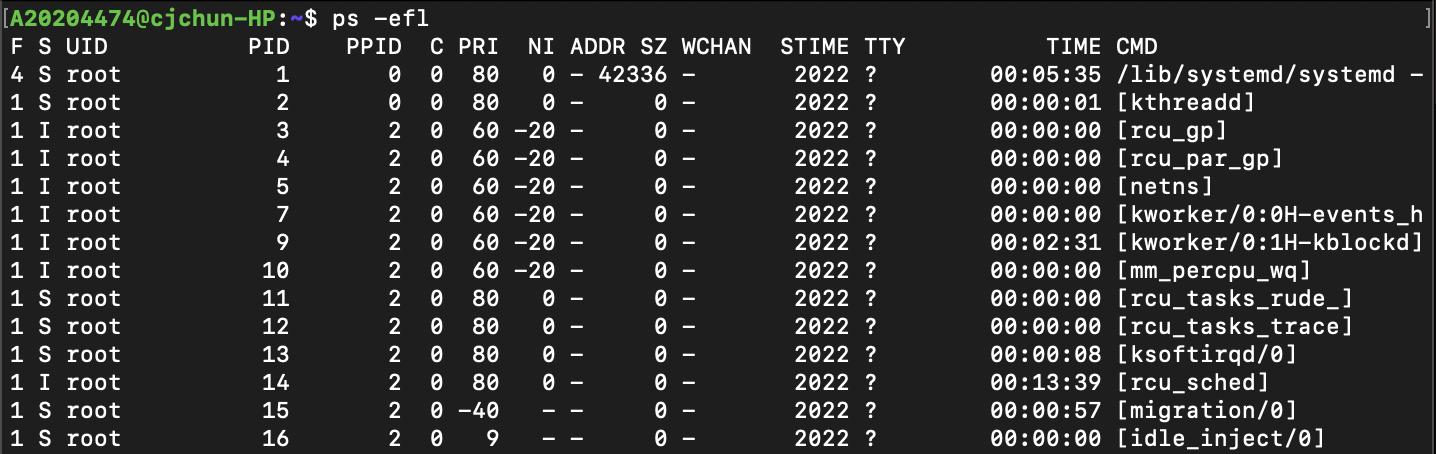 [A20204474@cjchun-HP:~$ ps -efl ]
F S UID PID PPID C PRI NI ADDR SZ WCHAN STIME TTY TIME CMD
4 S root 1 0 0 80 0 - 42336 - 2022 ? 00:05:35 /lib/systemd/systemd -
1 S root 2 0 0 80 0 - 0 - 2022 ? 00:00:01 [kthreadd]
1 I root 3 2 0 60 -20 - 0 - 2022 ? 00:00:00 [rcu_gp]
1 I root 4 2 0 60 -20 - 0 - 2022 ? 00:00:00 [rcu_par_gp]
1 I root 5 2 0 60 -20 - 0 - 2022 ? 00:00:00 [netns]
1 I root 7 2 0 60 -20 - 0 - 2022 ? 00:00:00 [kworker/0:0H-events_h
1 I root 9 2 0 60 -20 - 0 - 2022 ? 00:02:31 [kworker/0:1H-kblockd]
1 I root 10 2 0 60 -20 - 0 - 2022 ? 00:00:00 [mm_percpu_wq]
1 S root 11 2 0 80 0 - 0 - 2022 ? 00:00:00 [rcu_tasks_rude_]
1 S root 12 2 0 80 0 - 0 - 2022 ? 00:00:00 [rcu_tasks_trace]
1 S root 13 2 0 80 0 - 0 - 2022 ? 00:00:08 [ksoftirqd/0]
1 I root 14 2 0 80 0 - 0 - 2022 ? 00:13:39 [rcu_sched]
1 S root 15 2 0 -40 - - 0 - 2022 ? 00:00:57 [migration/0]
1 S root 16 2 0 9 - - 0 - 2022 ? 00:00:00 [idle_inject/0]